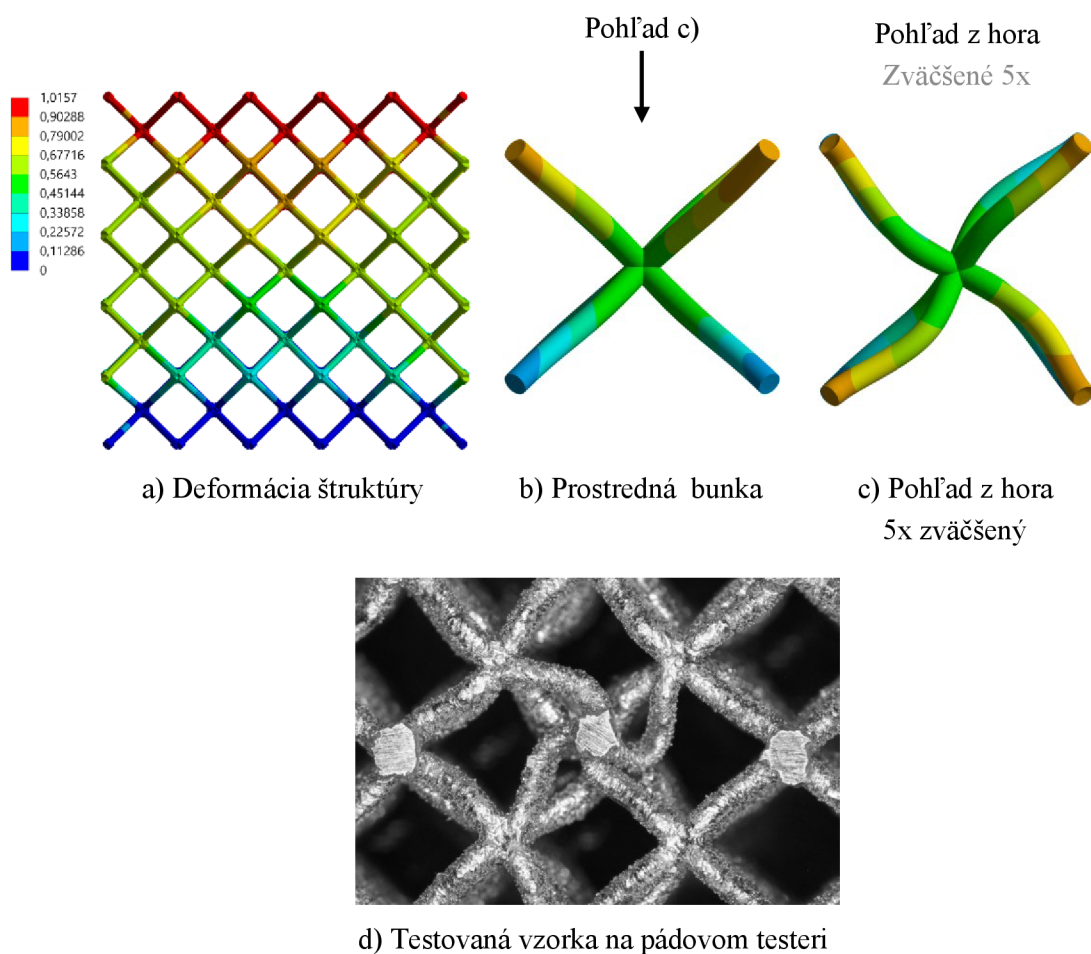 Pohľad c)
Pohľad z hora
Zväčšené 5x
1,0157
0,90288
0,79002
0,67716
0,5643
0,45144
0,33858
0,22572
0,11286
0
a) Deformácia štruktúry
b) Prostredná bunka
c) Pohľad z hora
5x zväčšený
d) Testovaná vzorka na pádovom testeri